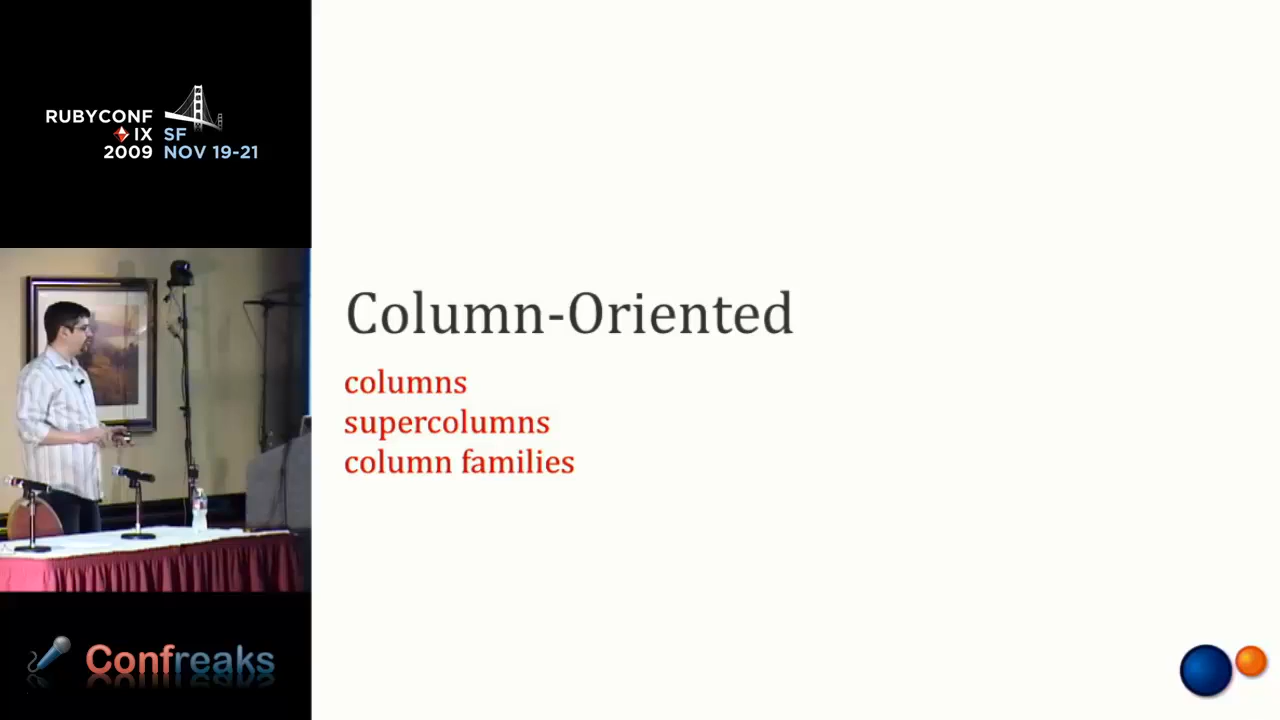 RUBYCONF
IX SF
2009 NOV 19-21
Column-Oriented
columns
supercolumns
column families
Confreaks